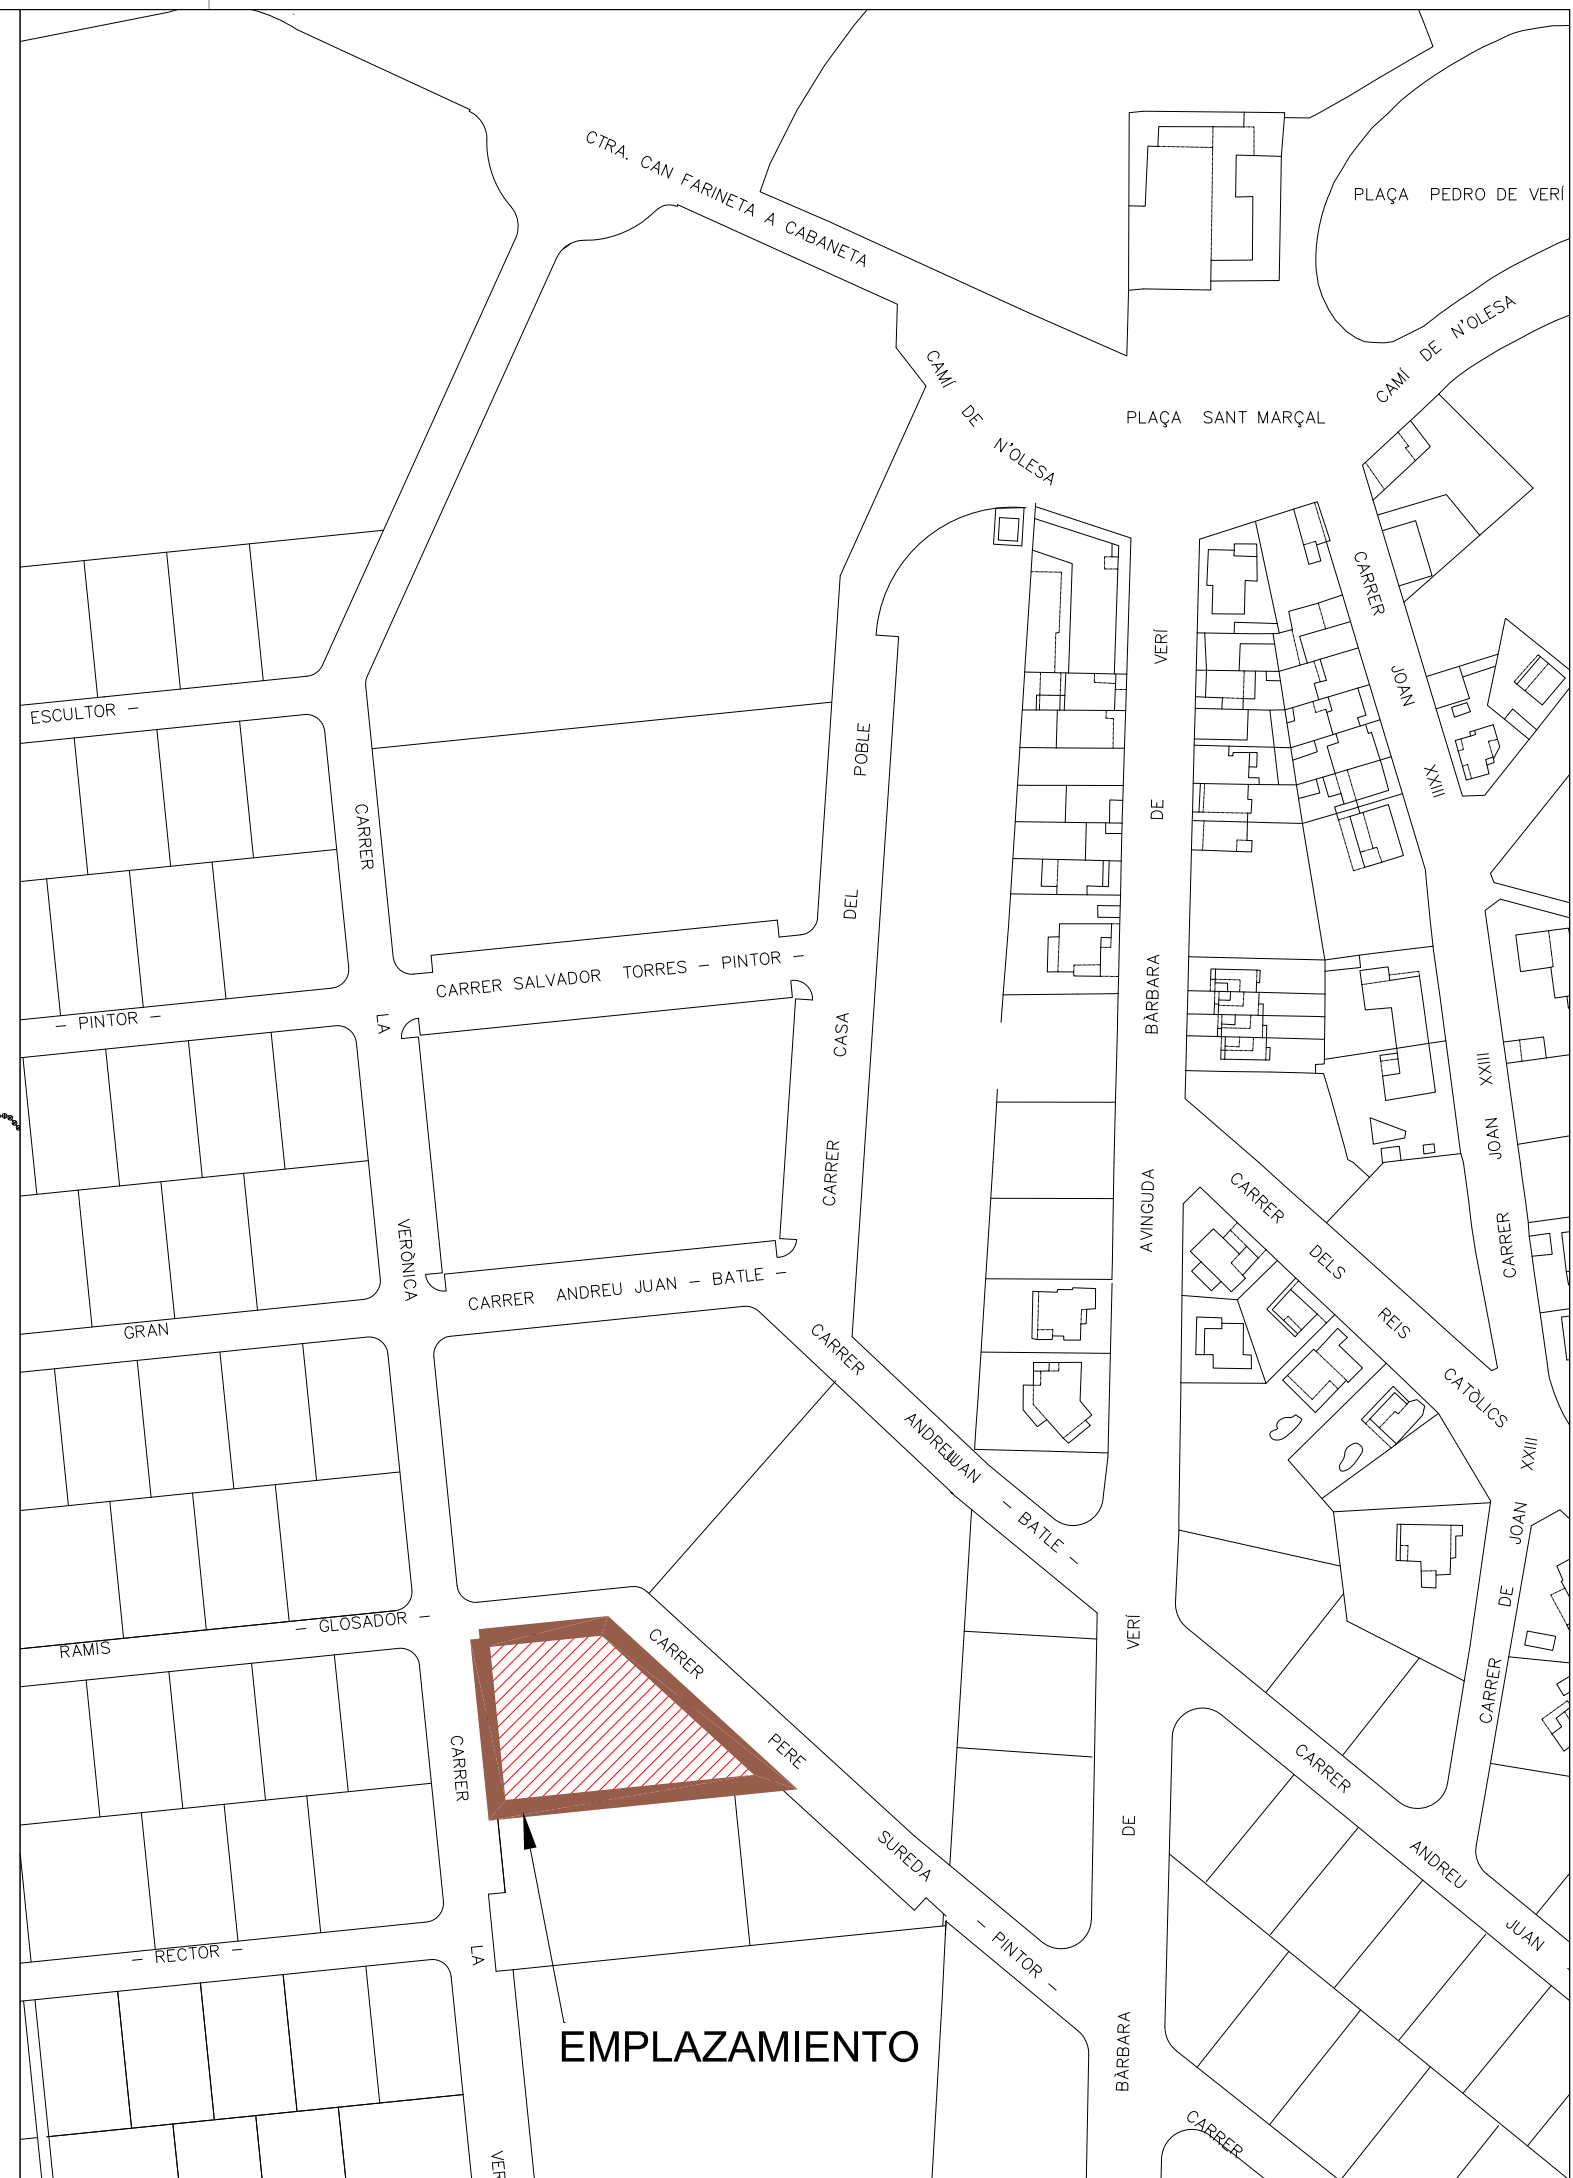 CTRA. CAN FARINETA A CABANETA
PLAÇA PEDRO DE VERÍ
CAMÍ DE N'OLESA
CAMÍ DE N'OLESA
PLAÇA SANT MARÇAL
CARRER JOAN XXIII
ESCULTOR -
CARRER LA VERÒNICA
CARRER CASA DEL POBLE
AVINGUDA BÀRBARA DE VERÍ
CARRER SALVADOR TORRES - PINTOR -
- PINTOR -
CARRER JOAN XXIII
CARRER DELS REIS CATÒLICS
CARRER ANDREU JUAN - BATLE -
GRAN
CARRER ANDREU JUAN - BATLE -
CARRER DE JOAN XXIII
RAMIS - GLOSADOR -
CARRER PERE SUREDA - PINTOR -
CARRER LA
BÀRBARA DE VERÍ
CARRER ANDREU JUAN
- RECTOR -
EMPLAZAMIENTO
CARRER
VER